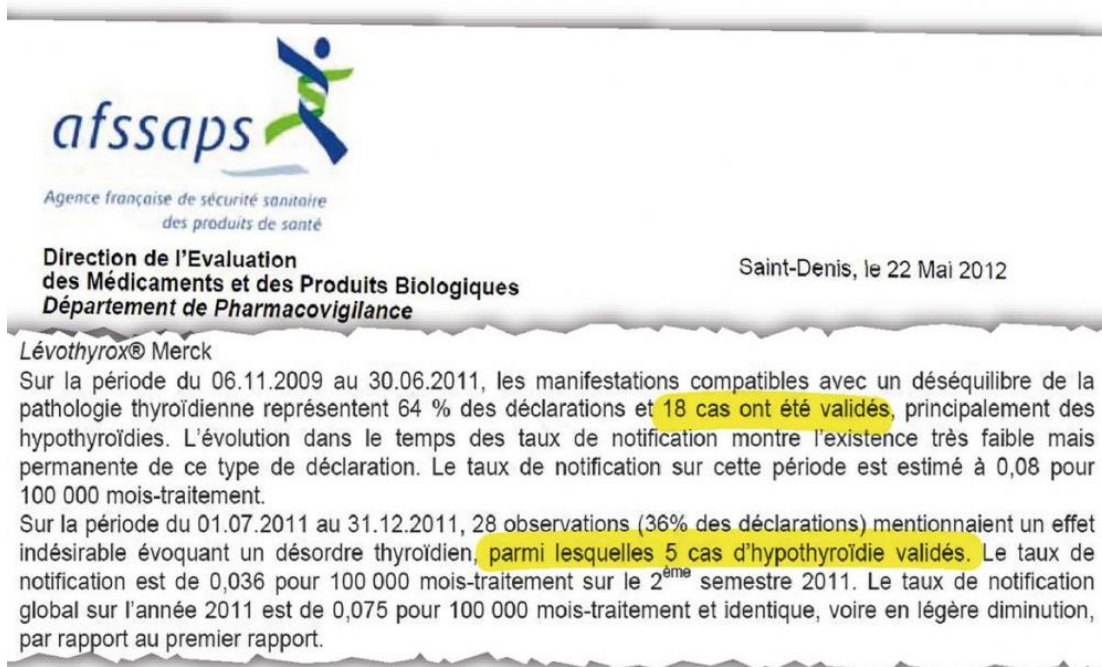 afssaps
Agence française de sécurité sanitaire
des produits de santé
Direction de l'Evaluation
des Médicaments et des Produits Biologiques
Département de Pharmacovigilance
Saint-Denis, le 22 Mai 2012
Lévothyrox® Merck
Sur la période du 06.11.2009 au 30.06.2011, les manifestations compatibles avec un déséquilibre de la
pathologie thyroïdienne représentent 64 % des déclarations et 18 cas ont été validés, principalement des
hypothyroïdies. L'évolution dans le temps des taux de notification montre l'existence très faible mais
permanente de ce type de déclaration. Le taux de notification sur cette période est estimé à 0,08 pour
100 000 mois-traitement.
Sur la période du 01.07.2011 au 31.12.2011, 28 observations (36% des déclarations) mentionnaient un effet
indésirable évoquant un désordre thyroïdien, parmi lesquelles 5 cas d'hypothyroïdie validés. Le taux de
notification est de 0,036 pour 100 000 mois-traitement sur le 2ème semestre 2011. Le taux de notification
global sur l'année 2011 est de 0,075 pour 100 000 mois-traitement et identique, voire en légère diminution,
par rapport au premier rapport.